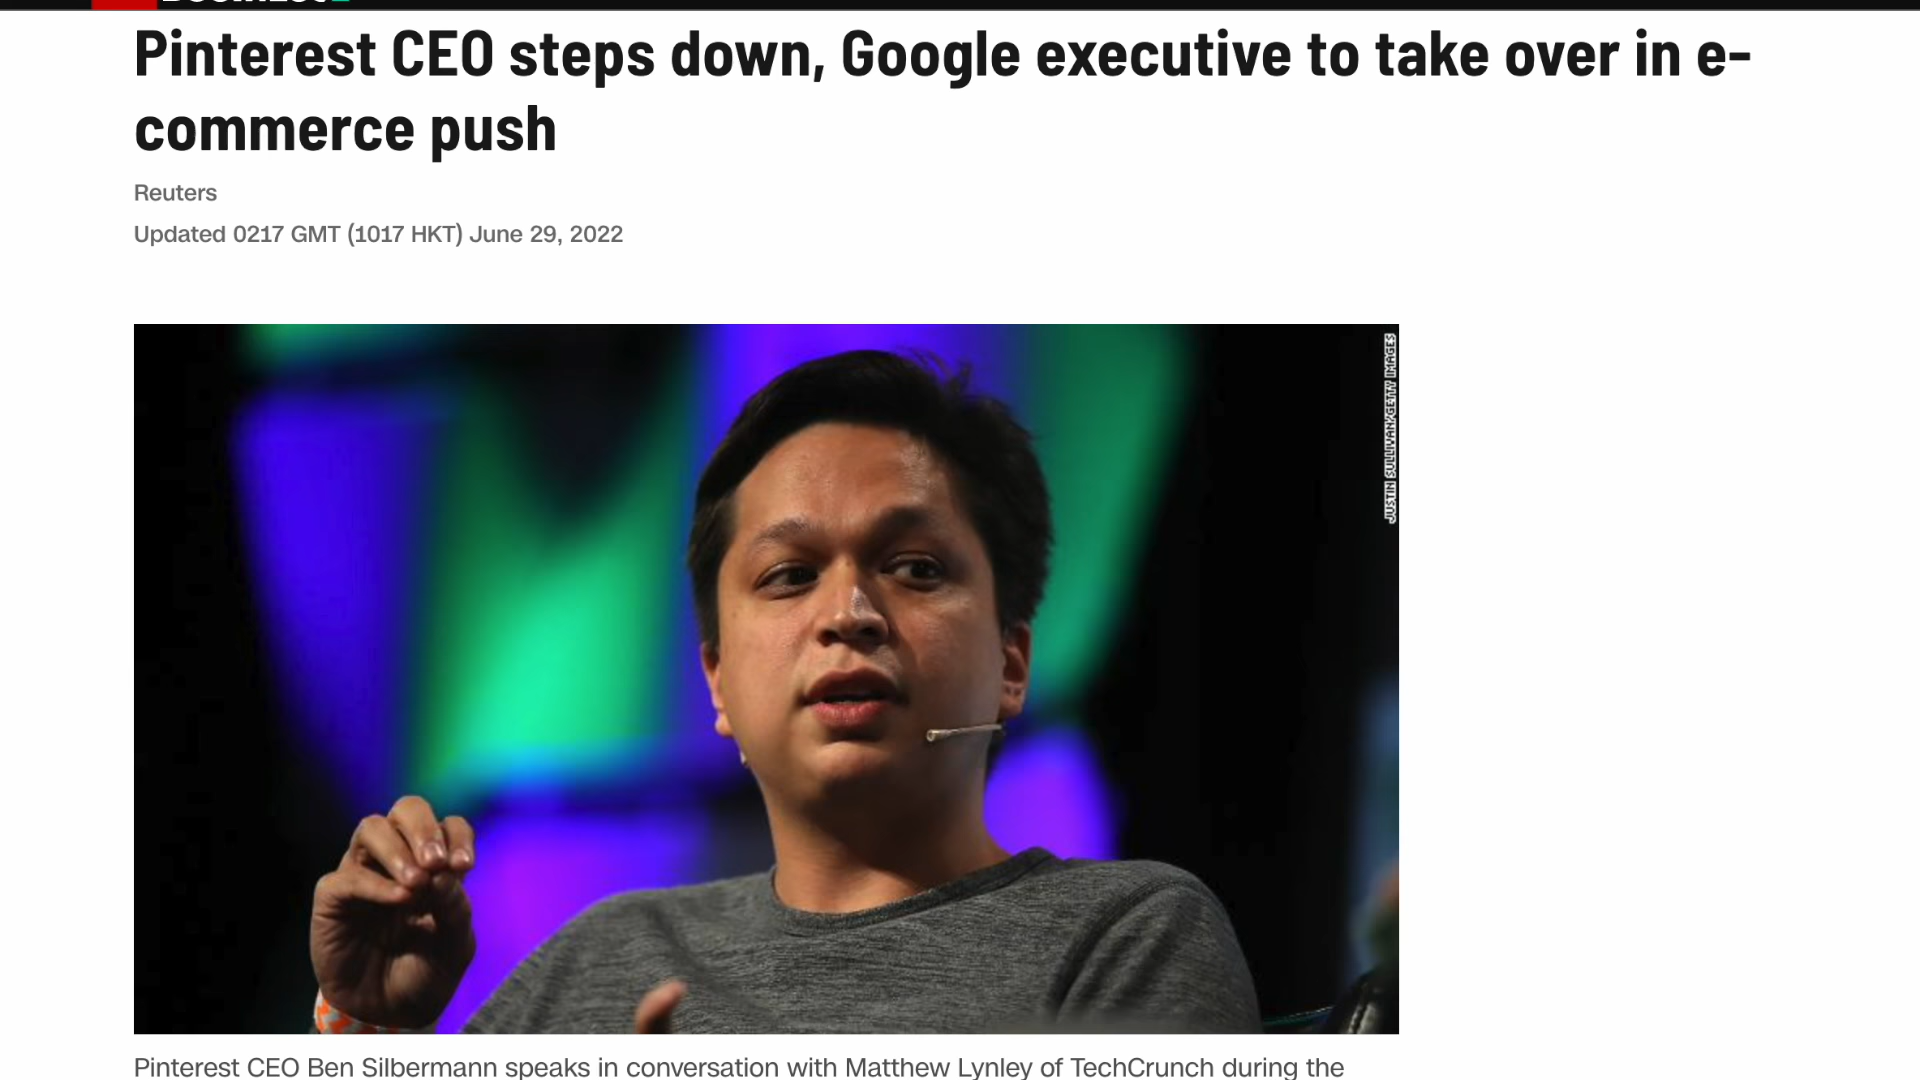 Pinterest CEO steps down, Google executive to take over in e-
commerce push
Reuters
Updated 0217 GMT (1017 HKT) June 29, 2022
JUSTIN SULLIVAN/GETTY IMAGES
Pinterest CEO Ben Silbermann speaks in conversation with Matthew Lynley of TechCrunch during the